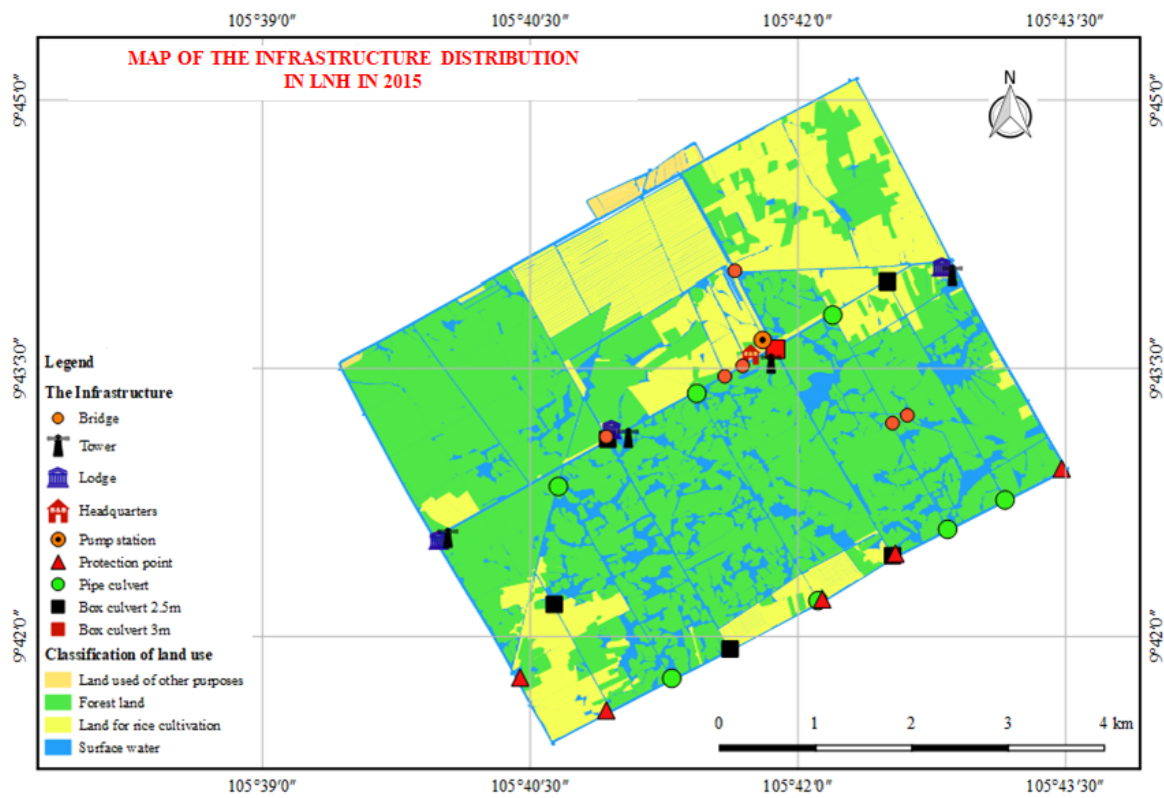 105°39′0″ 105°40′30″ 105°42′0″ 105°43′30″
MAP OF THE INFRASTRUCTURE DISTRIBUTION
IN LNH IN 2015
N
9°45′0″ 9°45′0″
9°43′30″ 9°43′30″
9°42′0″ 9°42′0″
Legend
The Infrastructure
Bridge
Tower
Lodge
Headquarters
Pump station
Protection point
Pipe culvert
Box culvert 2.5m
Box culvert 3m
Classification of land use
Land used of other purposes
Forest land
Land for rice cultivation
Surface water
0 1 2 3 4 km
105°39′0″ 105°40′30″ 105°42′0″ 105°43′30″